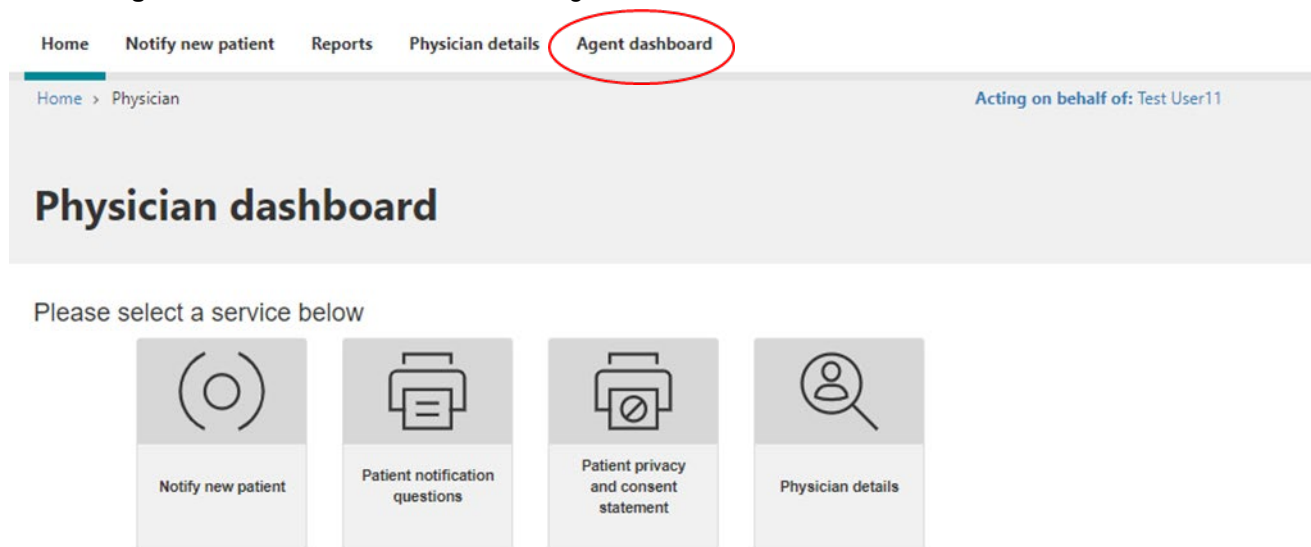 Home Notify new patient Reports Physician details Agent dashboard
Home > Physician Acting on behalf of: Test User11
Physician dashboard
Please select a service below
Notify new patient
Patient notification
questions
Patient privacy
and consent
statement
Physician details